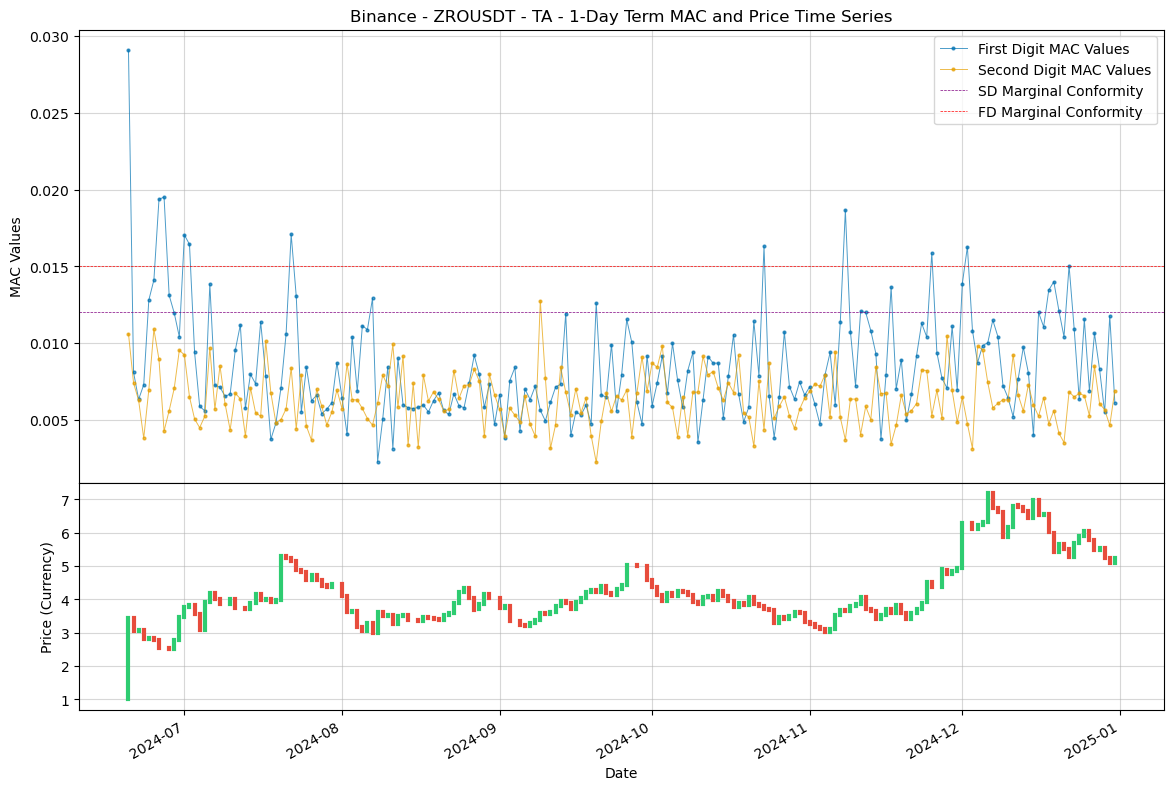 Binance - ZROUSDT - TA - 1-Day Term MAC and Price Time Series
First Digit MAC Values
Second Digit MAC Values
SD Marginal Conformity
FD Marginal Conformity
MAC Values
0.030
0.025
0.020
0.015
0.010
0.005
Price (Currency)
7
6
5
4
3
2
1
2024-07
2024-08
2024-09
2024-10
2024-11
2024-12
2025-01
Date